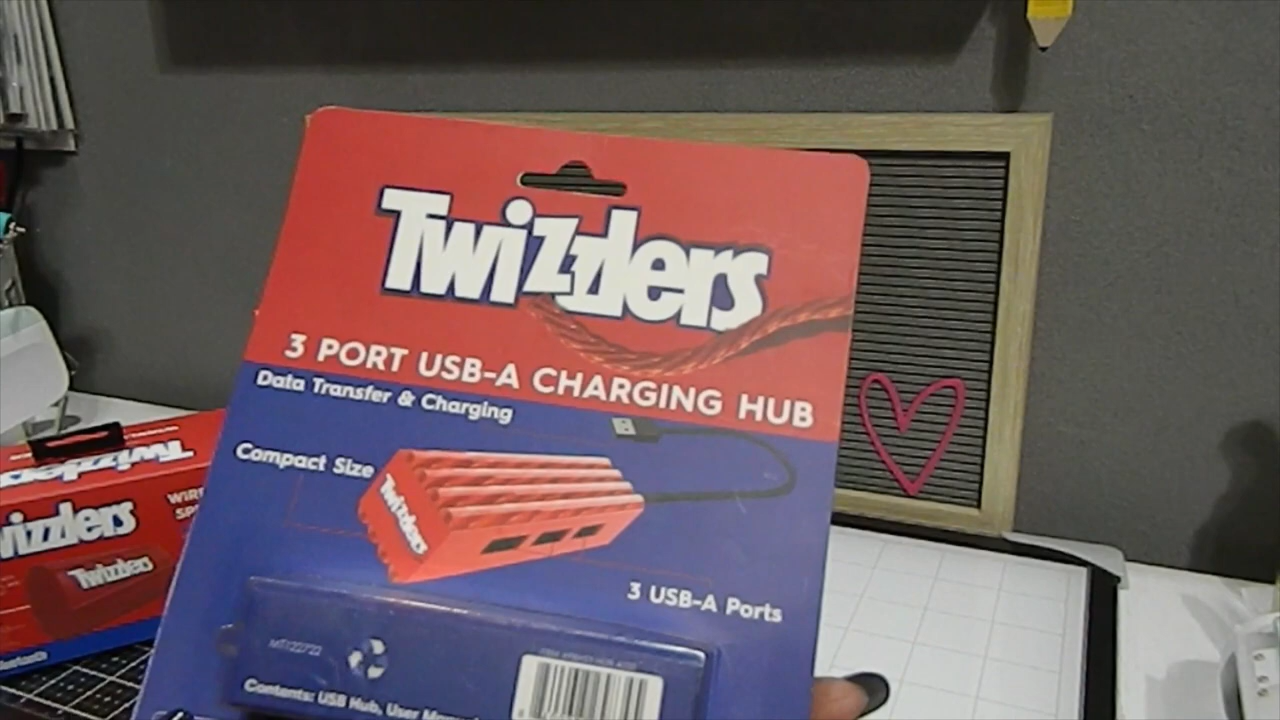 Twizzlers
3 PORT USB-A CHARGING HUB
Data Transfer & Charging
Compact Size
Twizzlers
3 USB-A Ports
MT122722
Contents: USB Hub, User
Twizzlers
Twizzlers
Twizzlers